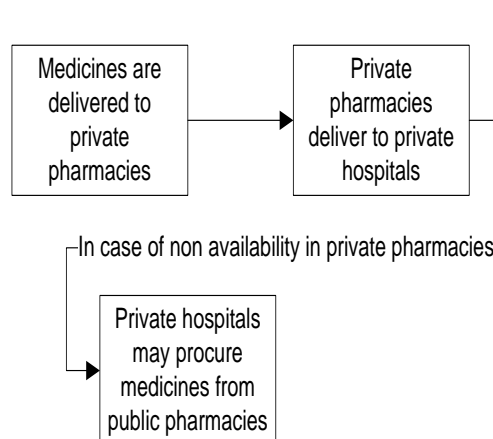 Medicines are
delivered to
private
pharmacies
Private
pharmacies
deliver to private
hospitals
In case of non availability in private pharmacies
Private hospitals
may procure
medicines from
public pharmacies